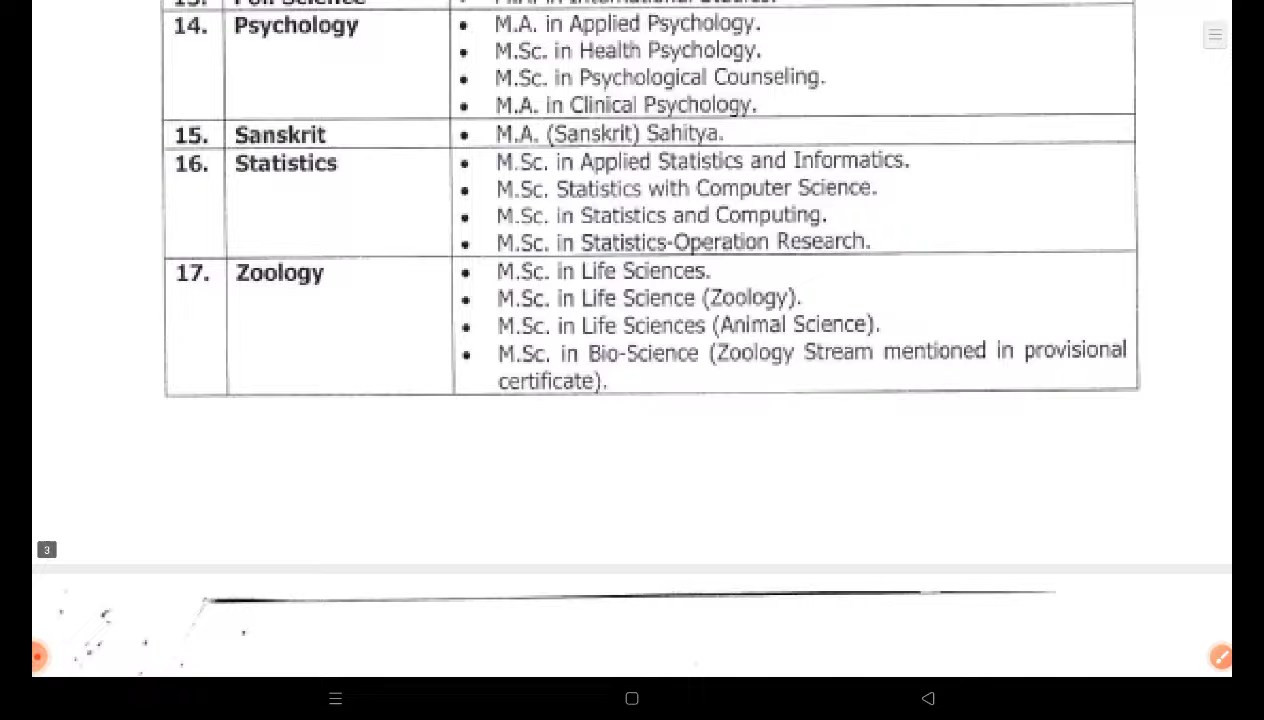 14. Psychology • M.A. in Applied Psychology.
• M.Sc. in Health Psychology.
• M.Sc. in Psychological Counseling.
• M.A. in Clinical Psychology.
15. Sanskrit • M.A. (Sanskrit) Sahitya.
16. Statistics • M.Sc. in Applied Statistics and Informatics.
• M.Sc. Statistics with Computer Science.
• M.Sc. in Statistics and Computing.
• M.Sc. in Statistics-Operation Research.
17. Zoology • M.Sc. in Life Sciences.
• M.Sc. in Life Science (Zoology).
• M.Sc. in Life Sciences (Animal Science).
• M.Sc. in Bio-Science (Zoology Stream mentioned in provisional
certificate).
3